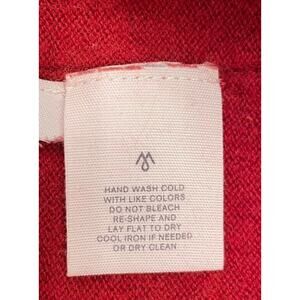 HAND WASH COLD
WITH LIKE COLORS
DO NOT BLEACH
RE-SHAPE AND
LAY FLAT TO DRY
COOL IRON IF NEEDED
OR DRY CLEAN